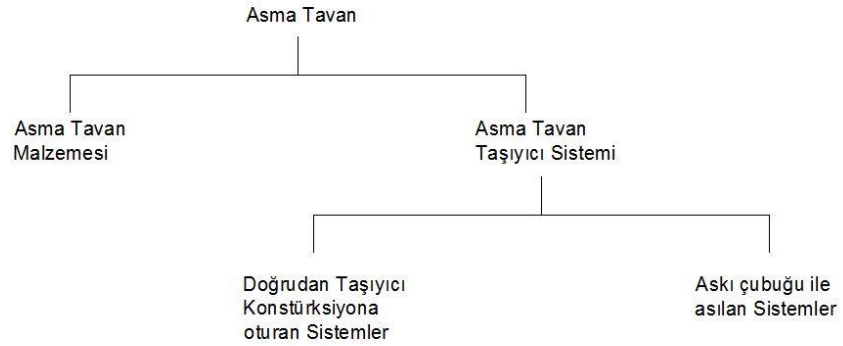 Asma Tavan
Asma Tavan
Malzemesi
Asma Tavan
Taşıyıcı Sistemi
Doğrudan Taşıyıcı
Konstürksiyona
oturan Sistemler
Askı çubuğu ile
asılan Sistemler